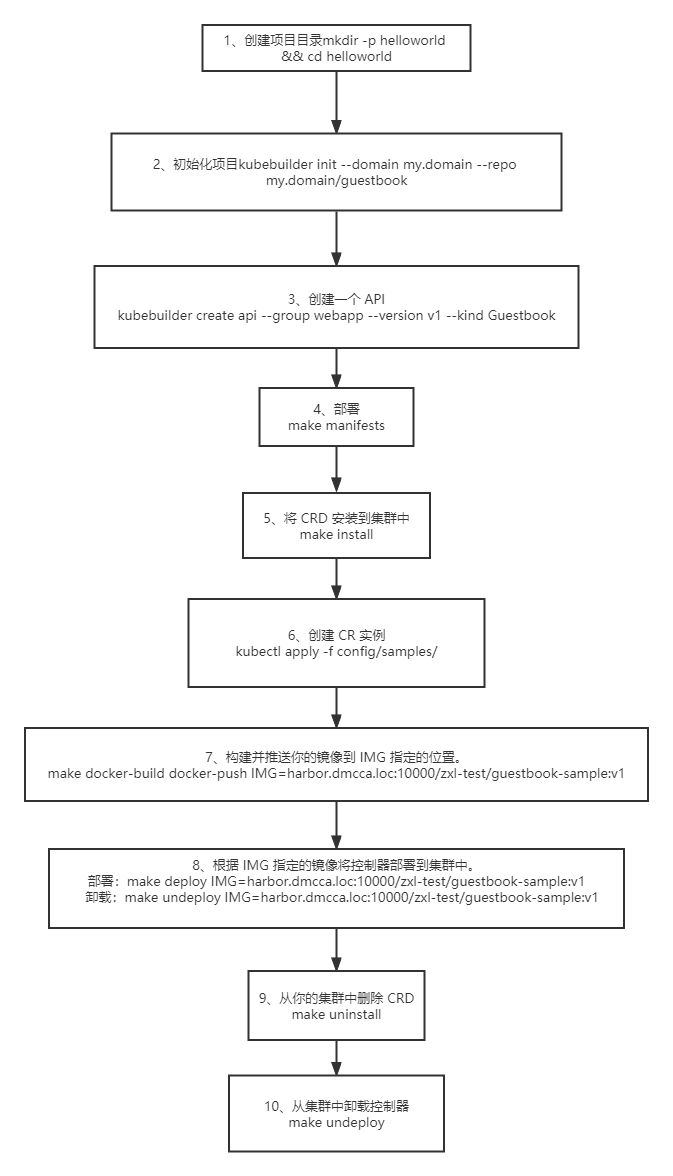 1、创建项目目录mkdir -p helloworld
&& cd helloworld
2、初始化项目kubebuilder init --domain my.domain --repo
my.domain/guestbook
3、创建一个 API
kubebuilder create api --group webapp --version v1 --kind Guestbook
4、部署
make manifests
5、将 CRD 安装到集群中
make install
6、创建 CR 实例
kubectl apply -f config/samples/
7、构建并推送你的镜像到 IMG 指定的位置。
make docker-build docker-push IMG=harbor.dmcca.loc:10000/zxl-test/guestbook-sample:v1
8、根据 IMG 指定的镜像将控制器部署到集群中。
部署：make deploy IMG=harbor.dmcca.loc:10000/zxl-test/guestbook-sample:v1
卸载：make undeploy IMG=harbor.dmcca.loc:10000/zxl-test/guestbook-sample:v1
9、从你的集群中删除 CRD
make uninstall
10、从集群中卸载控制器
make undeploy